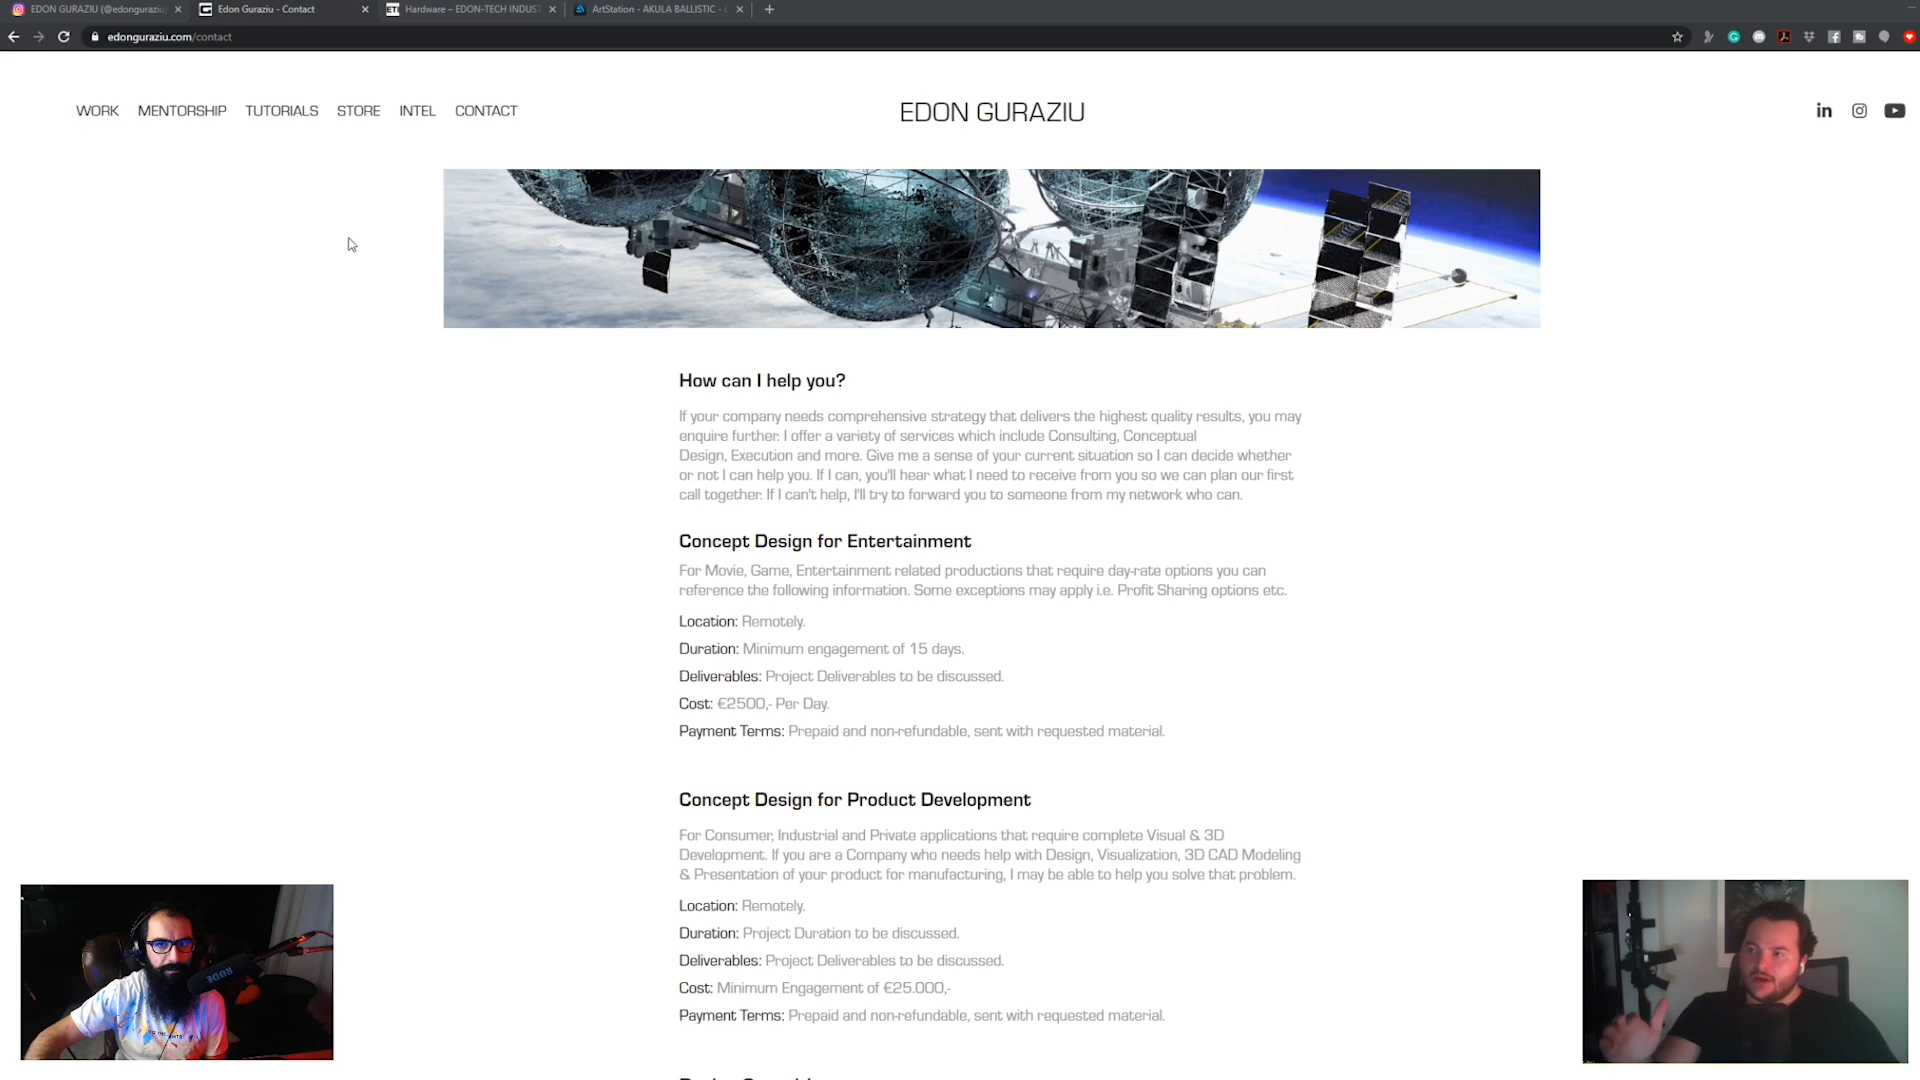 EDON GURAZIU (@edonguraziu)
Edon Guraziu - Contact
ETI Hardware – EDON-TECH INDUST
ArtStation - AKULA BALLISTIC -
edonguraziu.com/contact
WORK MENTORSHIP TUTORIALS STORE INTEL CONTACT
EDON GURAZIU
in
How can I help you?
If your company needs comprehensive strategy that delivers the highest quality results, you may
enquire further. I offer a variety of services which include Consulting, Conceptual
Design, Execution and more. Give me a sense of your current situation so I can decide whether
or not I can help you. If I can, you'll hear what I need to receive from you so we can plan our first
call together. If I can't help, I'll try to forward you to someone from my network who can.
Concept Design for Entertainment
For Movie, Game, Entertainment related productions that require day-rate options you can
reference the following information. Some exceptions may apply i.e. Profit Sharing options etc.
Location: Remotely.
Duration: Minimum engagement of 15 days.
Deliverables: Project Deliverables to be discussed.
Cost: €2500,- Per Day.
Payment Terms: Prepaid and non-refundable, sent with requested material.
Concept Design for Product Development
For Consumer, Industrial and Private applications that require complete Visual & 3D
Development. If you are a Company who needs help with Design, Visualization, 3D CAD Modeling
& Presentation of your product for manufacturing, I may be able to help you solve that problem.
Location: Remotely.
Duration: Project Duration to be discussed.
Deliverables: Project Deliverables to be discussed.
Cost: Minimum Engagement of €25.000,-
Payment Terms: Prepaid and non-refundable, sent with requested material.
RØDE